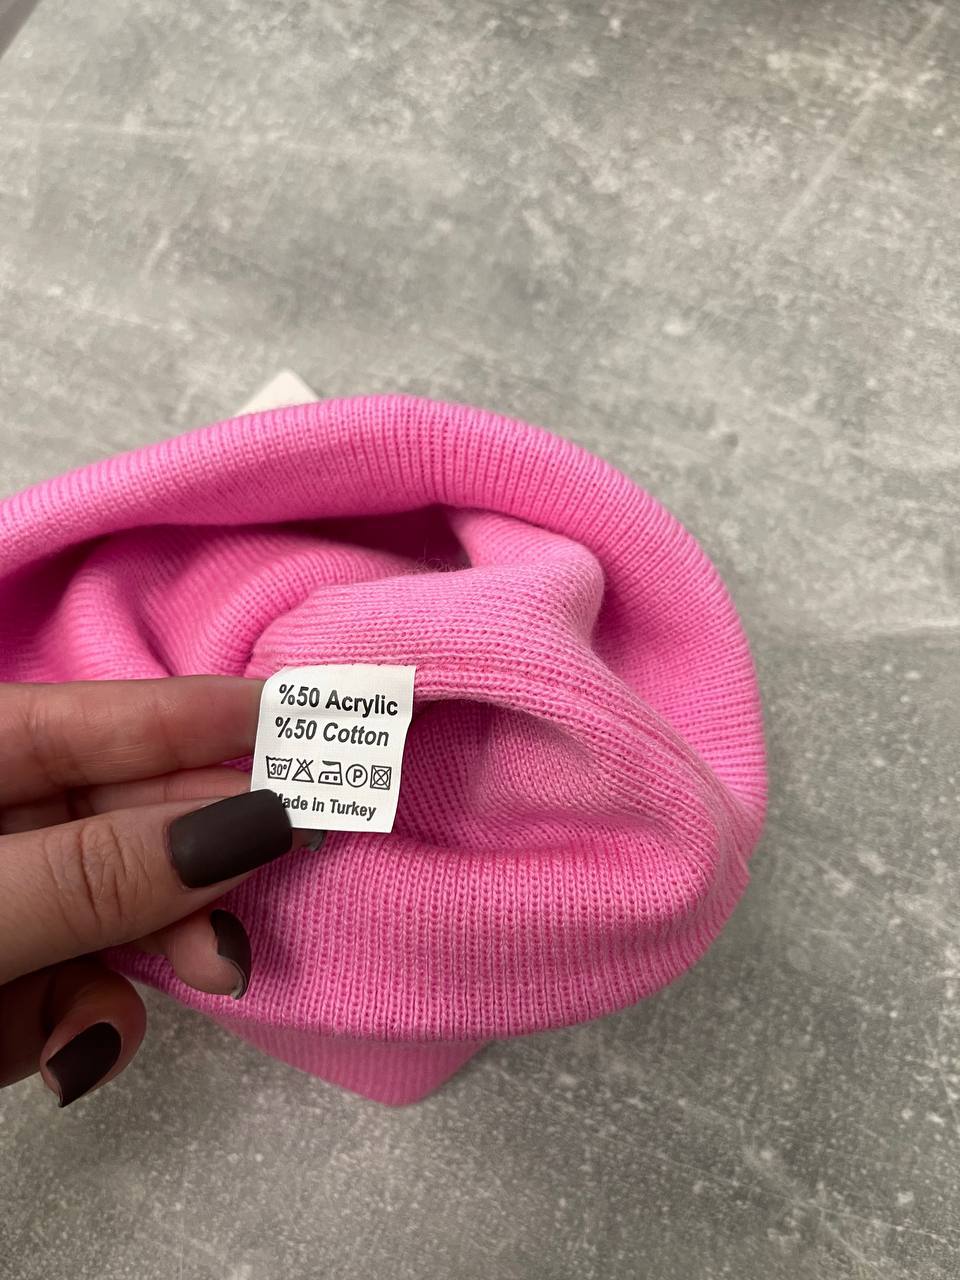 %50 Acrylic
%50 Cotton
30° P
Made in Turkey